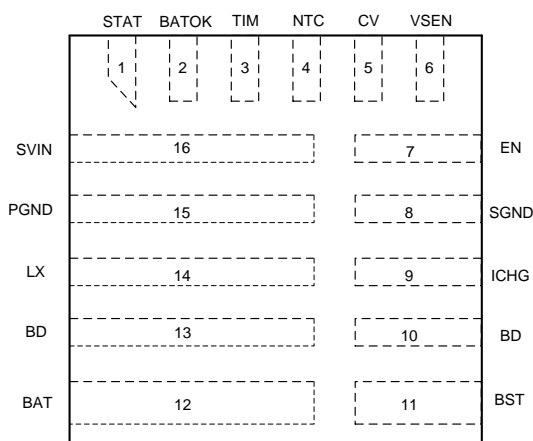 STAT BATOK TIM NTC CV VSEN
1 2 3 4 5 6
SVIN 16 7 EN
PGND 15 8 SGND
LX 14 9 ICHG
BD 13 10 BD
BAT 12 11 BST